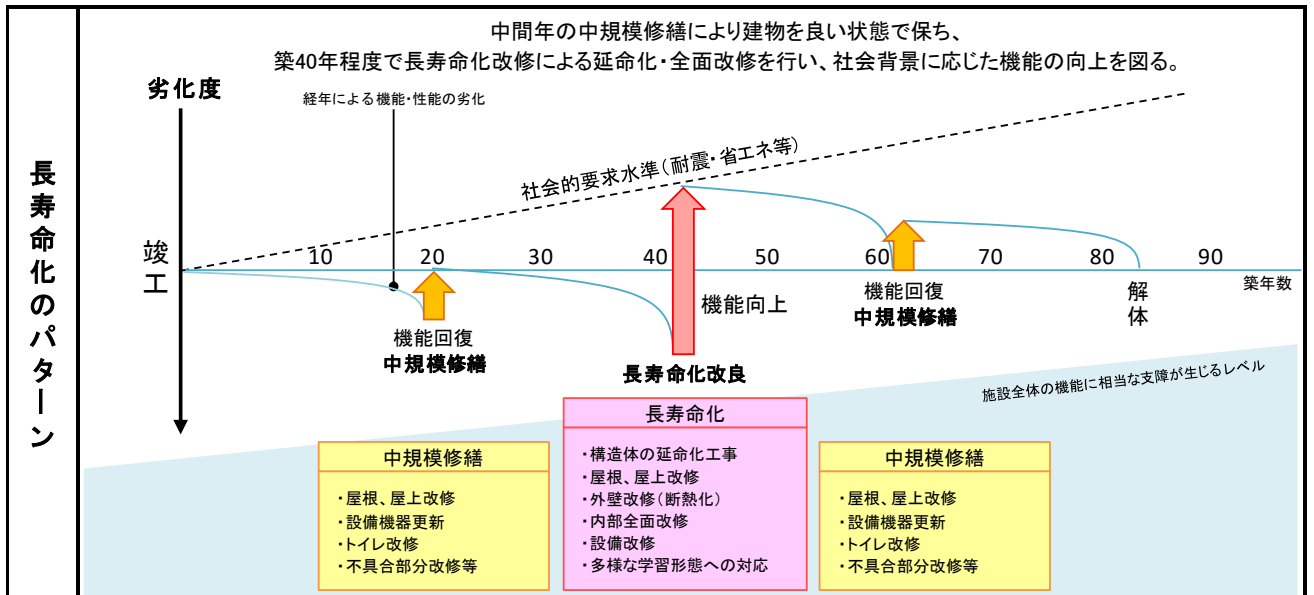 長寿命化のパターン
中間年の中規模修繕により建物を良い状態で保ち、
築40年程度で長寿命化改修による延命化・全面改修を行い、社会背景に応じた機能の向上を図る。
劣化度
経年による機能・性能の劣化
社会的要求水準（耐震・省エネ等）
竣工
10
20
30
40
50
60
70
80
90
築年数
機能回復
中規模修繕
機能向上
長寿命化改良
機能回復
中規模修繕
解体
施設全体の機能に相当な支障が生じるレベル
中規模修繕
・屋根、屋上改修
・設備機器更新
・トイレ改修
・不具合部分改修等
長寿命化
・構造体の延命化工事
・屋根、屋上改修
・外壁改修（断熱化）
・内部全面改修
・設備改修
・多様な学習形態への対応
中規模修繕
・屋根、屋上改修
・設備機器更新
・トイレ改修
・不具合部分改修等